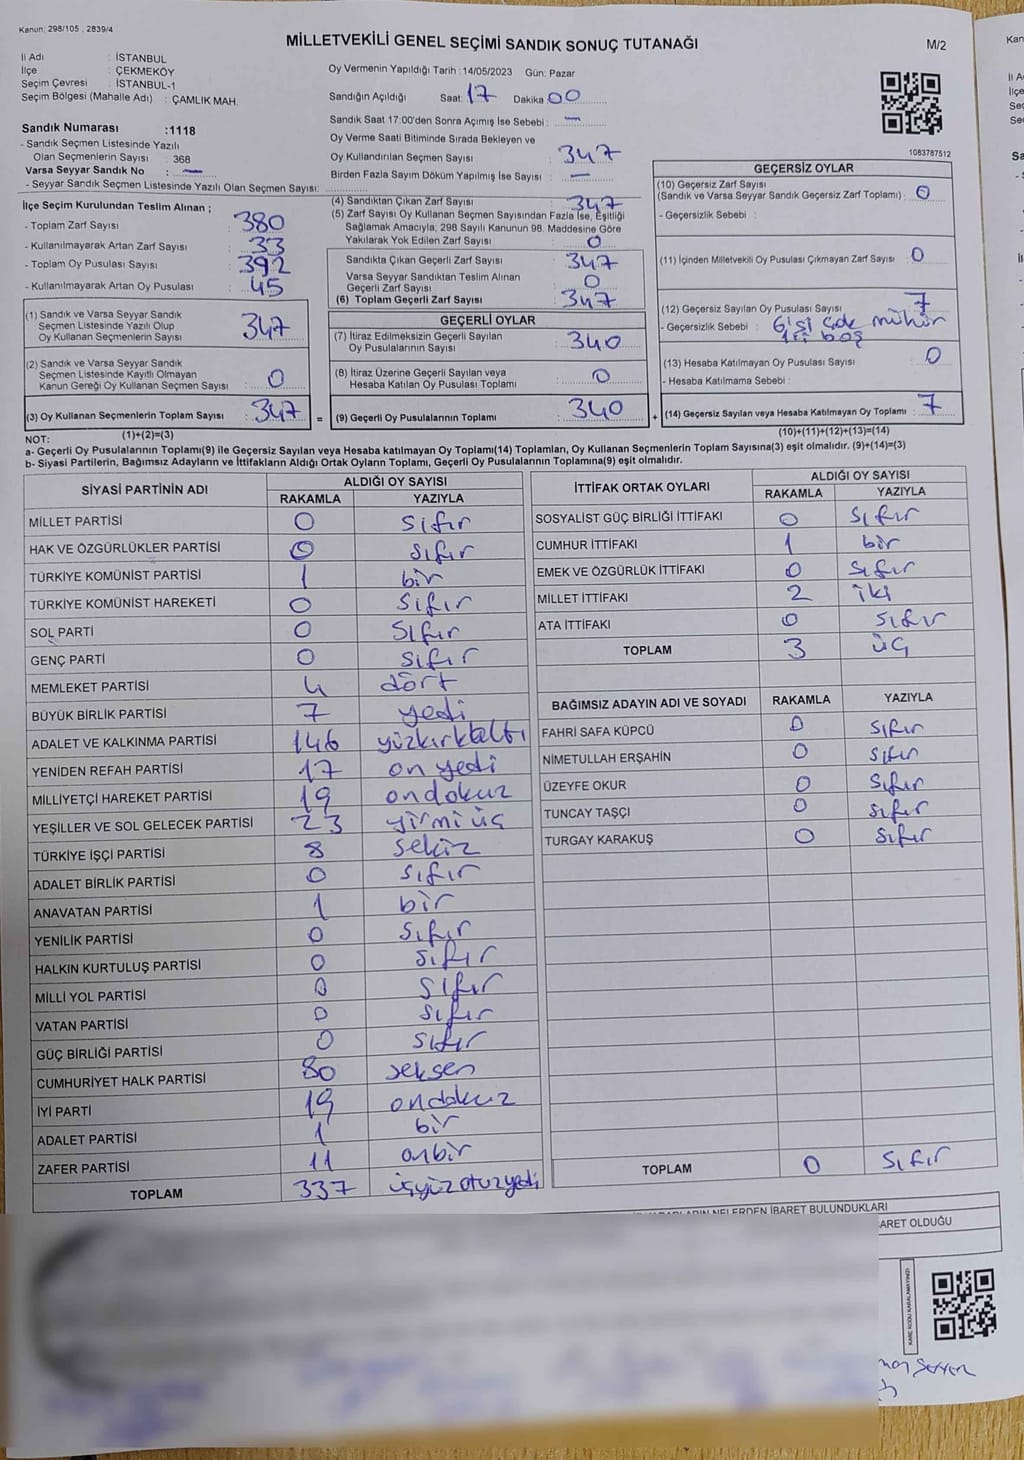 Kanun; 298/105 , 2839/4
MİLLETVEKİLİ GENEL SEÇİMİ SANDIK SONUÇ TUTANAĞI
M/2
İl Adı : İSTANBUL
İlçe : ÇEKMEKÖY
Seçim Çevresi : İSTANBUL-1
Seçim Bölgesi (Mahalle Adı) : ÇAMLIK MAH.
Sandık Numarası :1118
- Sandık Seçmen Listesinde Yazılı
Olan Seçmenlerin Sayısı : 368
Varsa Seyyar Sandık No : —
- Seyyar Sandık Seçmen Listesinde Yazılı Olan Seçmen Sayısı:
Oy Vermenin Yapıldığı Tarih :14/05/2023 Gün: Pazar
Sandığın Açıldığı Saat: 17 Dakika 00
Sandık Saat 17:00'den Sonra Açımış İse Sebebi : —
Oy Verme Saati Bitiminde Sırada Bekleyen ve
Oy Kullandırılan Seçmen Sayısı : 347
Birden Fazla Sayım Döküm Yapılmış İse Sayısı : —
1083787512
İlçe Seçim Kurulundan Teslim Alınan ;
- Toplam Zarf Sayısı : 380
- Kullanılmayarak Artan Zarf Sayısı : 33
- Toplam Oy Pusulası Sayısı : 392
- Kullanılmayarak Artan Oy Pusulası : 45
(1) Sandık ve Varsa Seyyar Sandık
Seçmen Listesinde Yazılı Olup
Oy Kullanan Seçmenlerin Sayısı : 347
(2) Sandık ve Varsa Seyyar Sandık
Seçmen Listesinde Kayıtlı Olmayan
Kanun Gereği Oy Kullanan Seçmen Sayısı : 0
(3) Oy Kullanan Seçmenlerin Toplam Sayısı : 347 =
(1)+(2)=(3)
(4) Sandıktan Çıkan Zarf Sayısı : 347
(5) Zarf Sayısı Oy Kullanan Seçmen Sayısından Fazla İse, Eşitliği
Sağlamak Amacıyla, 298 Sayılı Kanunun 98. Maddesine Göre
Yakılarak Yok Edilen Zarf Sayısı : 0
Sandıkta Çıkan Geçerli Zarf Sayısı : 347
Varsa Seyyar Sandıktan Teslim Alınan
Geçerli Zarf Sayısı : 0
(6) Toplam Geçerli Zarf Sayısı : 347
GEÇERLİ OYLAR
(7) İtiraz Edilmeksizin Geçerli Sayılan
Oy Pusulalarının Sayısı : 340
(8) İtiraz Üzerine Geçerli Sayılan veya
Hesaba Katılan Oy Pusulası Toplamı : 0
(9) Geçerli Oy Pusulalarının Toplamı : 340 +
GEÇERSİZ OYLAR
(10) Geçersiz Zarf Sayısı
(Sandık ve Varsa Seyyar Sandık Geçersiz Zarf Toplamı) : 0
- Geçersizlik Sebebi :
(11) İçinden Milletvekili Oy Pusulası Çıkmayan Zarf Sayısı : 0
(12) Geçersiz Sayılan Oy Pusulası Sayısı : 7
- Geçersizlik Sebebi : 6'sı çok mühür
boş
(13) Hesaba Katılmayan Oy Pusulası Sayısı : 0
- Hesaba Katılmama Sebebi :
(14) Geçersiz Sayılan veya Hesaba Katılmayan Oy Toplamı : 7
(10)+(11)+(12)+(13)=(14)
NOT:
a- Geçerli Oy Pusulalarının Toplamı(9) ile Geçersiz Sayılan veya Hesaba katılmayan Oy Toplamı(14) Toplamları, Oy Kullanan Seçmenlerin Toplam Sayısına(3) eşit olmalıdır. (9)+(14)=(3)
b- Siyasi Partilerin, Bağımsız Adayların ve İttifakların Aldığı Ortak Oyların Toplamı, Geçerli Oy Pusulalarının Toplamına(9) eşit olmalıdır.
SİYASİ PARTİNİN ADI
ALDIĞI OY SAYISI
RAKAMLA YAZIYLA
MİLLET PARTİSİ 0 sıfır
HAK VE ÖZGÜRLÜKLER PARTİSİ 0 sıfır
TÜRKİYE KOMÜNİST PARTİSİ 1 bir
TÜRKİYE KOMÜNİST HAREKETİ 0 sıfır
SOL PARTİ 0 sıfır
GENÇ PARTİ 0 sıfır
MEMLEKET PARTİSİ 4 dört
BÜYÜK BİRLİK PARTİSİ 7 yedi
ADALET VE KALKINMA PARTİSİ 146 yüzkırkaltı
YENİDEN REFAH PARTİSİ 17 on yedi
MİLLİYETÇİ HAREKET PARTİSİ 19 ondokuz
YEŞİLLER VE SOL GELECEK PARTİSİ 23 yirmi üç
TÜRKİYE İŞÇİ PARTİSİ 8 sekiz
ADALET BİRLİK PARTİSİ 0 sıfır
ANAVATAN PARTİSİ 1 bir
YENİLİK PARTİSİ 0 sıfır
HALKIN KURTULUŞ PARTİSİ 0 sıfır
MİLLİ YOL PARTİSİ 0 sıfır
VATAN PARTİSİ 0 sıfır
GÜÇ BİRLİĞİ PARTİSİ 0 sıfır
CUMHURİYET HALK PARTİSİ 80 seksen
İYİ PARTİ 19 ondokuz
ADALET PARTİSİ 1 bir
ZAFER PARTİSİ 11 onbir
TOPLAM 337 üçyüzotuzyedi
İTTİFAK ORTAK OYLARI
ALDIĞI OY SAYISI
RAKAMLA YAZIYLA
SOSYALİST GÜÇ BİRLİĞİ İTTİFAKI 0 sıfır
CUMHUR İTTİFAKI 1 bir
EMEK VE ÖZGÜRLÜK İTTİFAKI 0 sıfır
MİLLET İTTİFAKI 2 iki
ATA İTTİFAKI 0 sıfır
TOPLAM 3 üç
BAĞIMSIZ ADAYIN ADI VE SOYADI RAKAMLA YAZIYLA
FAHRİ SAFA KÜPCÜ 0 sıfır
NİMETULLAH ERŞAHİN 0 sıfır
ÜZEYFE OKUR 0 sıfır
TUNCAY TAŞÇI 0 sıfır
TURGAY KARAKUŞ 0 sıfır
TOPLAM 0 sıfır
NELERDEN İBARET BULUNDUKLARI
ARET OLDUĞU
KARE KODU KARALAMAYINIZ!